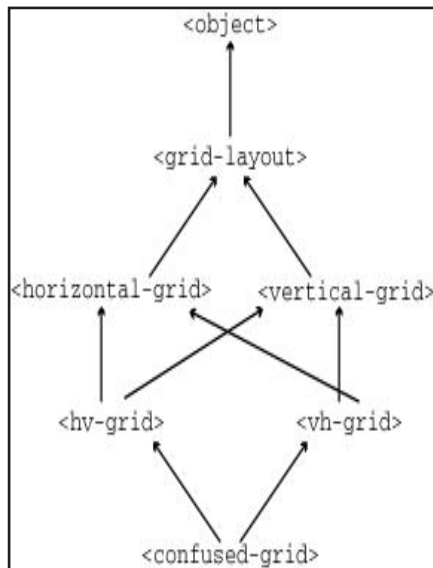 <object>
<grid-layout>
<horizontal-grid> <vertical-grid>
<hv-grid> <vh-grid>
<confused-grid>